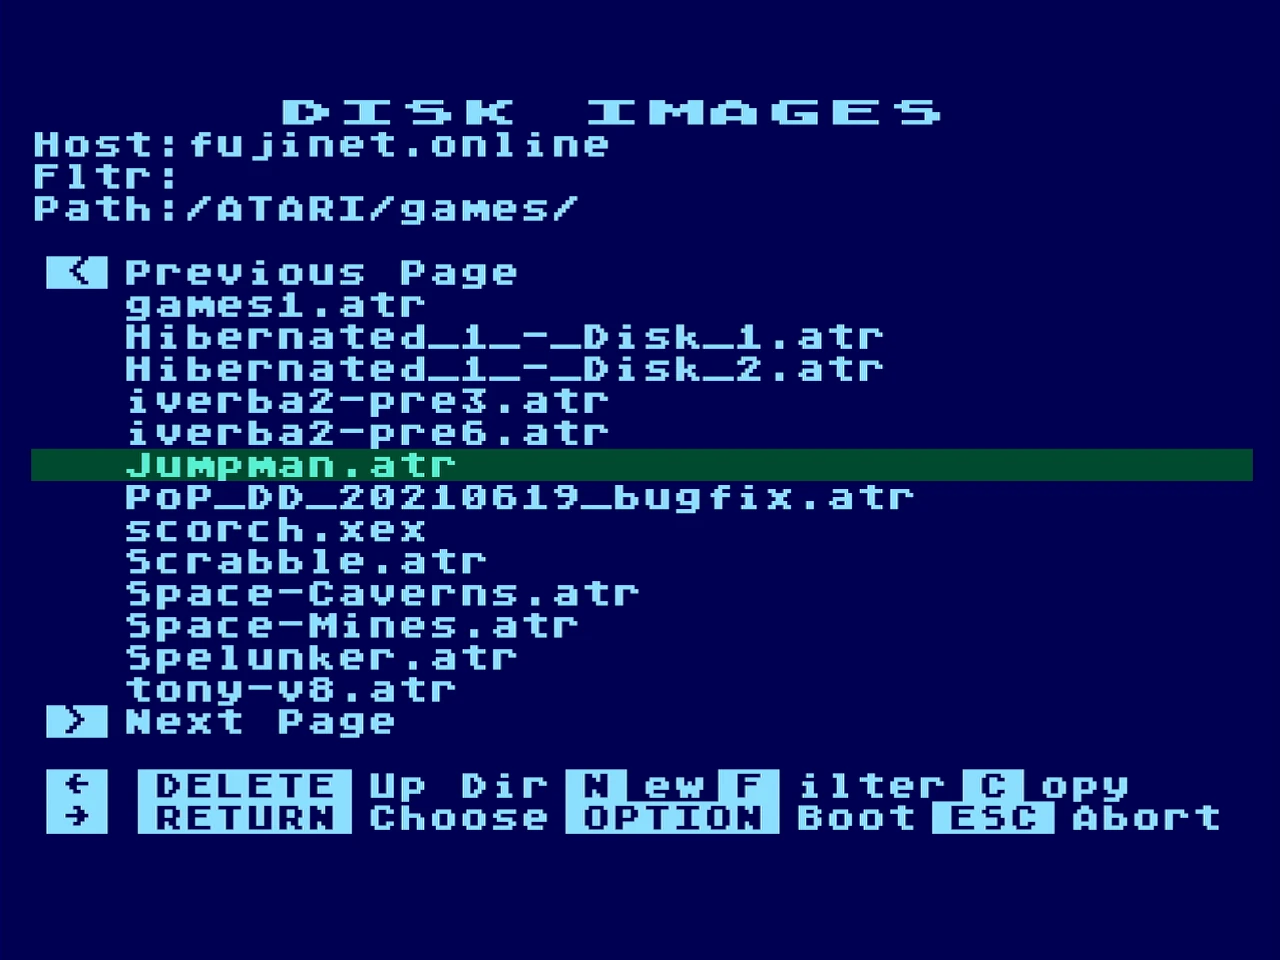 DISK IMAGES
Host:fujinet.online
Fltr:
Path:/ATARI/games/
< Previous Page
games1.atr
Hibernated_1_-_Disk_1.atr
Hibernated_1_-_Disk_2.atr
iverba2-pre3.atr
iverba2-pre6.atr
Jumpman.atr
PoP_DD_20210619_bugfix.atr
scorch.xex
Scrabble.atr
Space-Caverns.atr
Space-Mines.atr
Spelunker.atr
tony-v8.atr
> Next Page
← DELETE Up Dir N ew F ilter C opy
→ RETURN Choose OPTION Boot ESC Abort